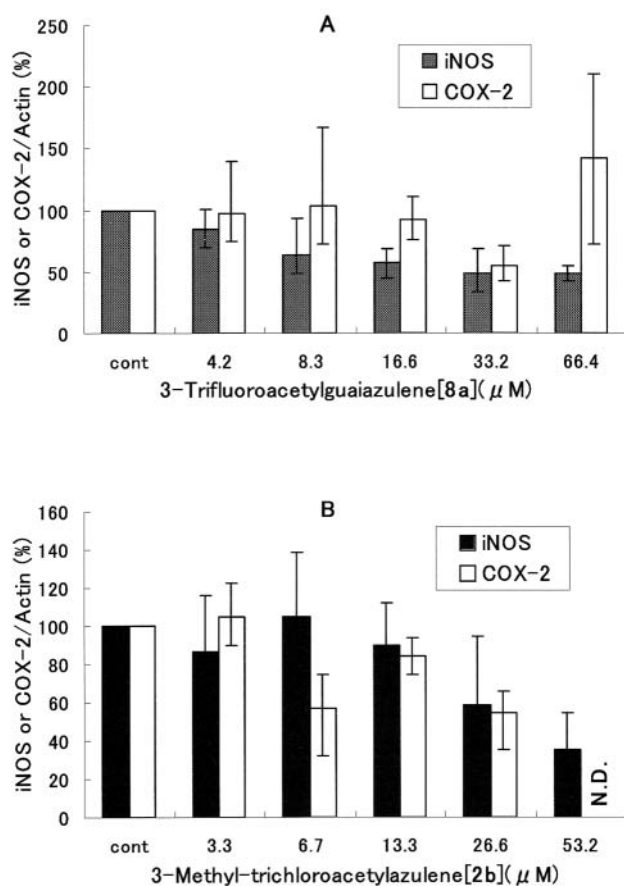 A
iNOS or COX-2/Actin (%)
250
200
150
100
50
0
iNOS
COX-2
cont 4.2 8.3 16.6 33.2 66.4
3-Trifluoroacetylguaiazulene[8a](μM)
B
iNOS or COX-2/Actin (%)
160
140
120
100
80
60
40
20
0
iNOS
COX-2
N.D.
cont 3.3 6.7 13.3 26.6 53.2
3-Methyl-trichloroacetylazulene[2b](μM)